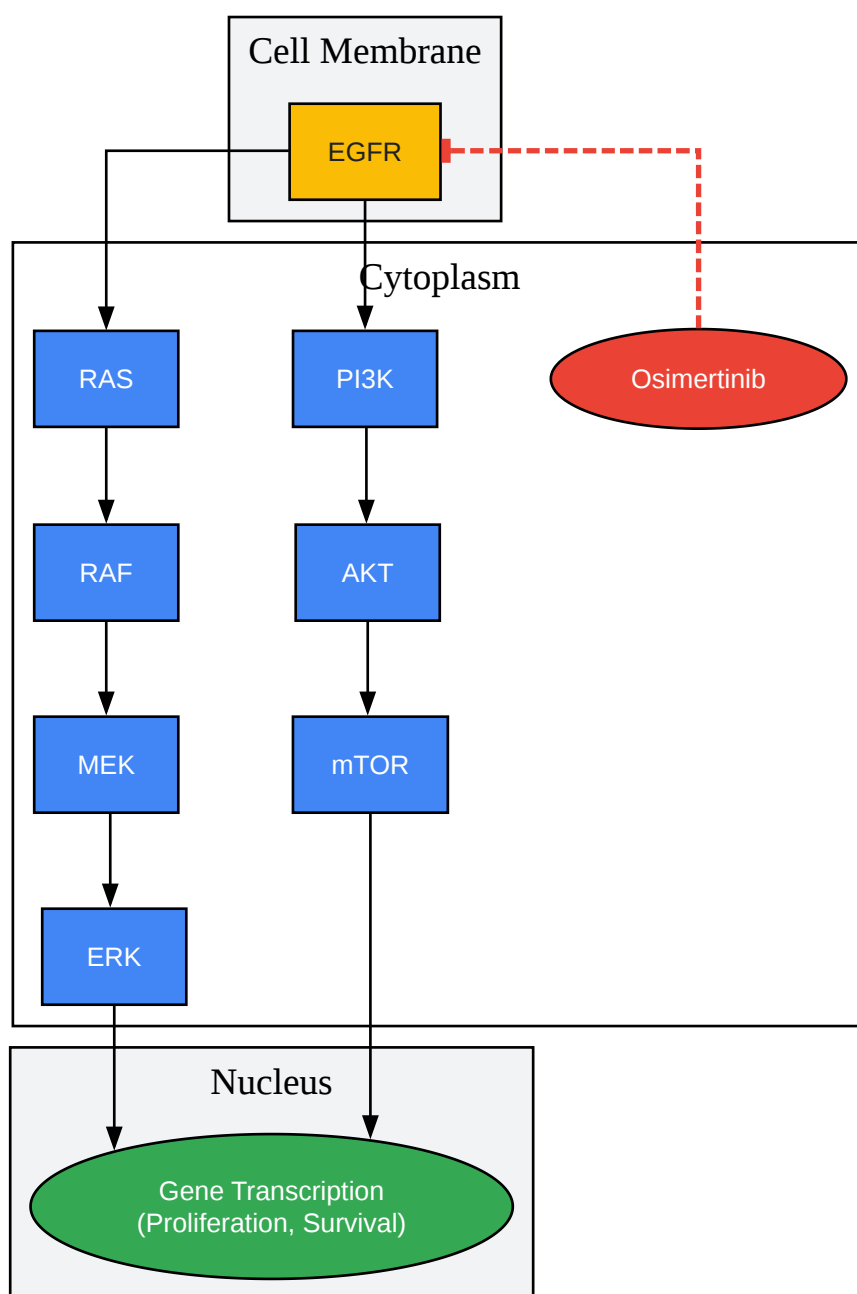 Cell Membrane
EGFR
Cytoplasm
RAS
PI3K
Osimertinib
RAF
AKT
MEK
mTOR
ERK
Nucleus
Gene Transcription
(Proliferation, Survival)